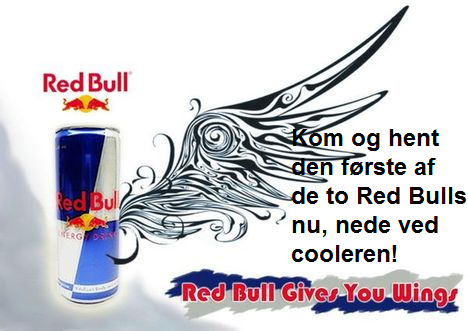 Red Bull
Kom og hent
den første af
de to Red Bulls
nu, nede ved
cooleren!
Red Bull
ENERGY DRINK
Red Bull Gives You Wings